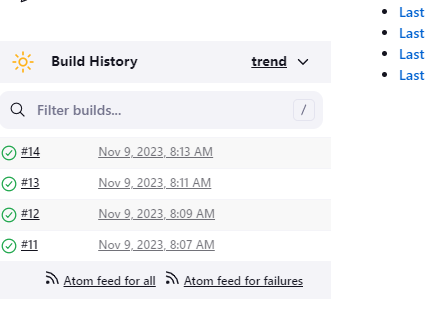 Last
Last
Last
Last
Build History
trend
Filter builds...
/
#14 Nov 9, 2023, 8:13 AM
#13 Nov 9, 2023, 8:11 AM
#12 Nov 9, 2023, 8:09 AM
#11 Nov 9, 2023, 8:07 AM
Atom feed for all Atom feed for failures